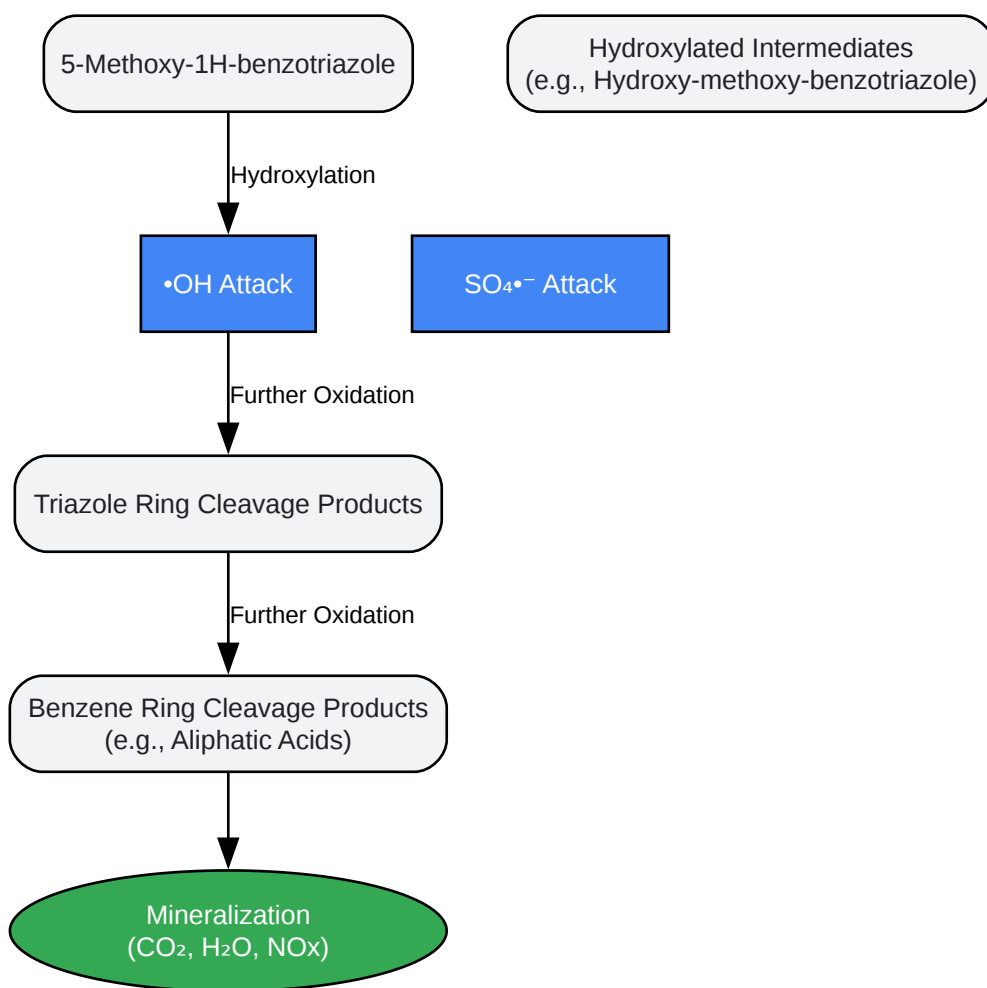 5-Methoxy-1H-benzotriazole
Hydroxylated Intermediates
(e.g., Hydroxy-methoxy-benzotriazole)
Hydroxylation
•OH Attack
SO₄•⁻ Attack
Further Oxidation
Triazole Ring Cleavage Products
Further Oxidation
Benzene Ring Cleavage Products
(e.g., Aliphatic Acids)
Mineralization
(CO₂, H₂O, NOx)